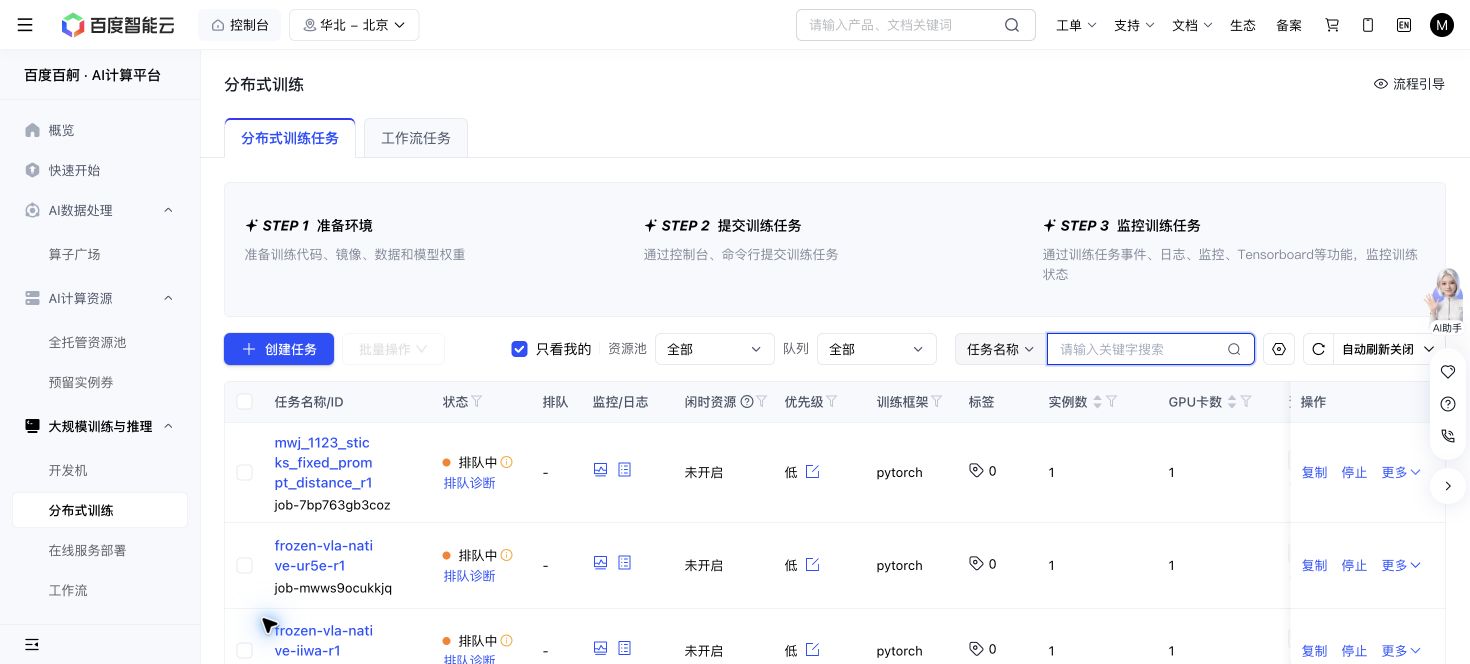 百度智能云
控制台
华北 – 北京
请输入产品、文档关键词
工单
支持
文档
生态
备案
EN
M
百度百舸 · AI计算平台
概览
快速开始
AI数据处理
算子广场
AI计算资源
全托管资源池
预留实例券
大规模训练与推理
开发机
分布式训练
在线服务部署
工作流
分布式训练
流程引导
分布式训练任务
工作流任务
STEP 1 准备环境
准备训练代码、镜像、数据和模型权重
STEP 2 提交训练任务
通过控制台、命令行提交训练任务
STEP 3 监控训练任务
通过训练任务事件、日志、监控、Tensorboard等功能，监控训练
状态
AI助手
创建任务
批量操作
只看我的
资源池
全部
队列
全部
任务名称
请输入关键字搜索
自动刷新关闭
任务名称/ID 状态 排队 监控/日志 闲时资源 优先级 训练框架 标签 实例数 GPU卡数 操作
mwj_1123_stic
ks_fixed_prom
pt_distance_r1
job-7bp763gb3coz
排队中
排队诊断
-
未开启
低
pytorch
0
1
1
复制 停止 更多
frozen-vla-nati
ve-ur5e-r1
job-mwws9ocukkjq
排队中
排队诊断
-
未开启
低
pytorch
0
1
1
复制 停止 更多
frozen-vla-nati
ve-iiwa-r1
排队中
排队诊断
-
未开启
低
pytorch
0
1
1
复制 停止 更多